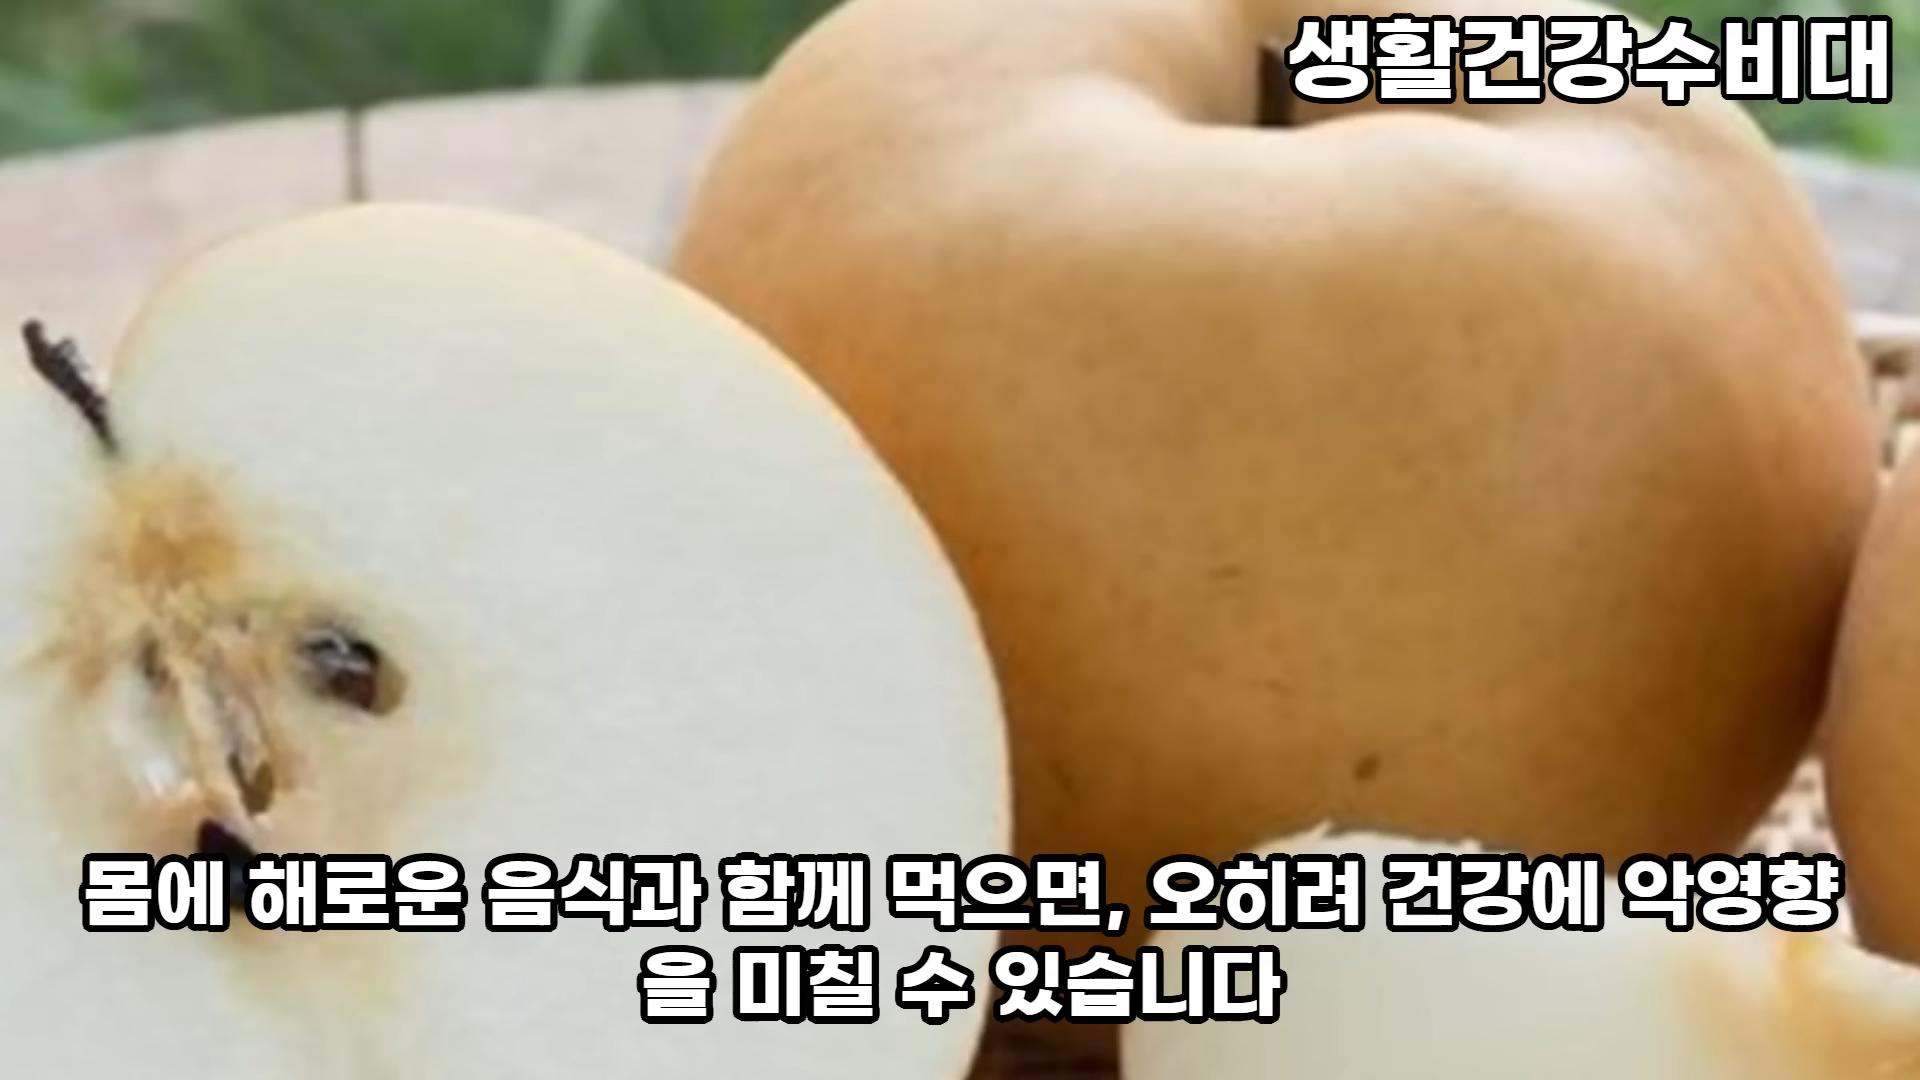 생활건강수비대
몸에 해로운 음식과 함께 먹으면, 오히려 건강에 악영향
을 미칠 수 있습니다